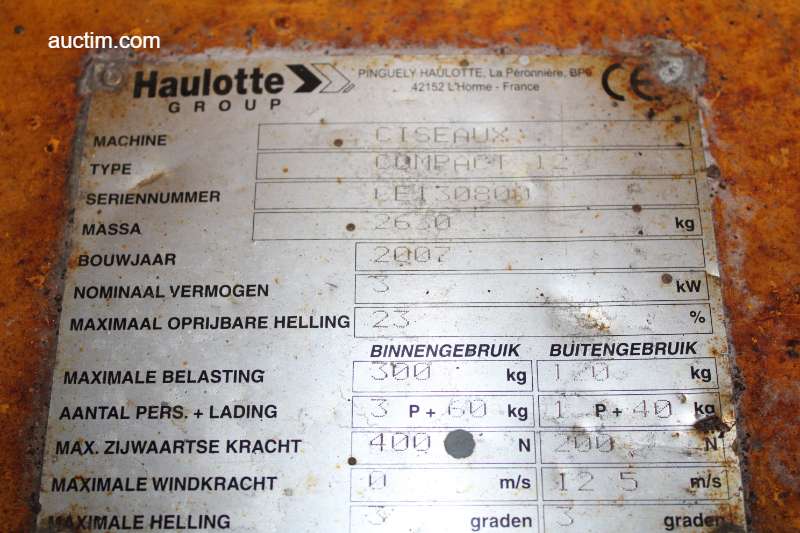 auctim.com
Haulotte
GROUP
PINGUELY HAULOTTE, La Péronnière, BP9
42152 L'Horme - France
CE
MACHINE CISEAUX
TYPE COMPACT 12
SERIENNUMMER CE130800
MASSA 2630 kg
BOUWJAAR 2007
NOMINAAL VERMOGEN 3 kW
MAXIMAAL OPRIJBARE HELLING 23 %
BINNENGEBRUIK BUITENGEBRUIK
MAXIMALE BELASTING 300 kg 120 kg
AANTAL PERS. + LADING 3 P + 60 kg 1 P + 40 kg
MAX. ZIJWAARTSE KRACHT 400 N 200 N
MAXIMALE WINDKRACHT 0 m/s 12 5 m/s
MAXIMALE HELLING 3 graden 3 graden